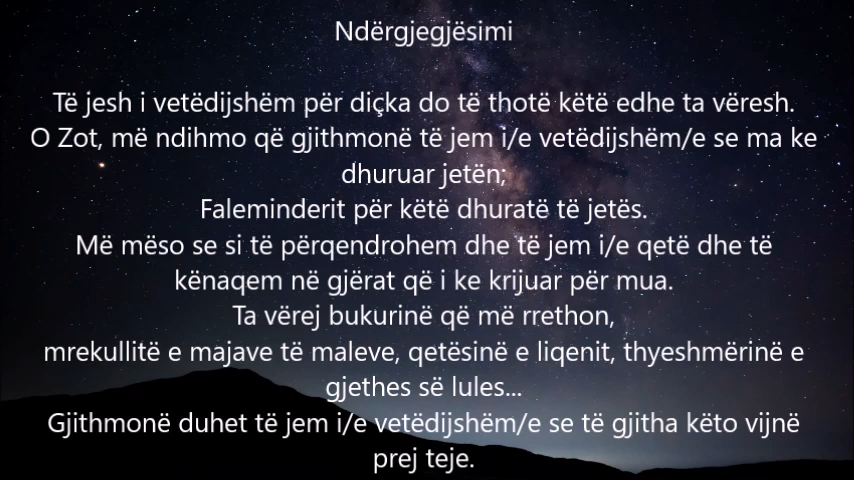 Ndërgjegjësimi
Të jesh i vetëdijshëm për diçka do të thotë këtë edhe ta vëresh.
O Zot, më ndihmo që gjithmonë të jem i/e vetëdijshëm/e se ma ke
dhuruar jetën;
Faleminderit për këtë dhuratë të jetës.
Më mëso se si të përqendrohem dhe të jem i/e qetë dhe të
kënaqem në gjërat që i ke krijuar për mua.
Ta vërej bukurinë që më rrethon,
mrekullitë e majave të maleve, qetësinë e liqenit, thyeshmërinë e
gjethes së lules...
Gjithmonë duhet të jem i/e vetëdijshëm/e se të gjitha këto vijnë
prej teje.